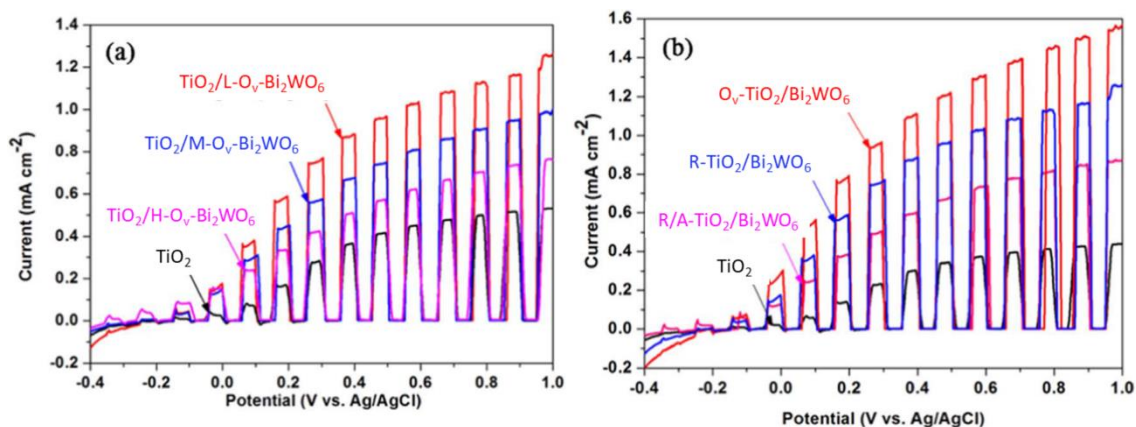 (a)
TiO₂/L-Oᵥ-Bi₂WO₆
TiO₂/M-Oᵥ-Bi₂WO₆
TiO₂/H-Oᵥ-Bi₂WO₆
TiO₂
Current (mA cm⁻²)
1.4
1.2
1.0
0.8
0.6
0.4
0.2
0.0
-0.2
-0.4 -0.2 0.0 0.2 0.4 0.6 0.8 1.0
Potential (V vs. Ag/AgCl)
(b)
Oᵥ-TiO₂/Bi₂WO₆
R-TiO₂/Bi₂WO₆
R/A-TiO₂/Bi₂WO₆
TiO₂
Current (mA cm⁻²)
1.6
1.4
1.2
1.0
0.8
0.6
0.4
0.2
0.0
-0.2
-0.4 -0.2 0.0 0.2 0.4 0.6 0.8 1.0
Potential (V vs. Ag/AgCl)